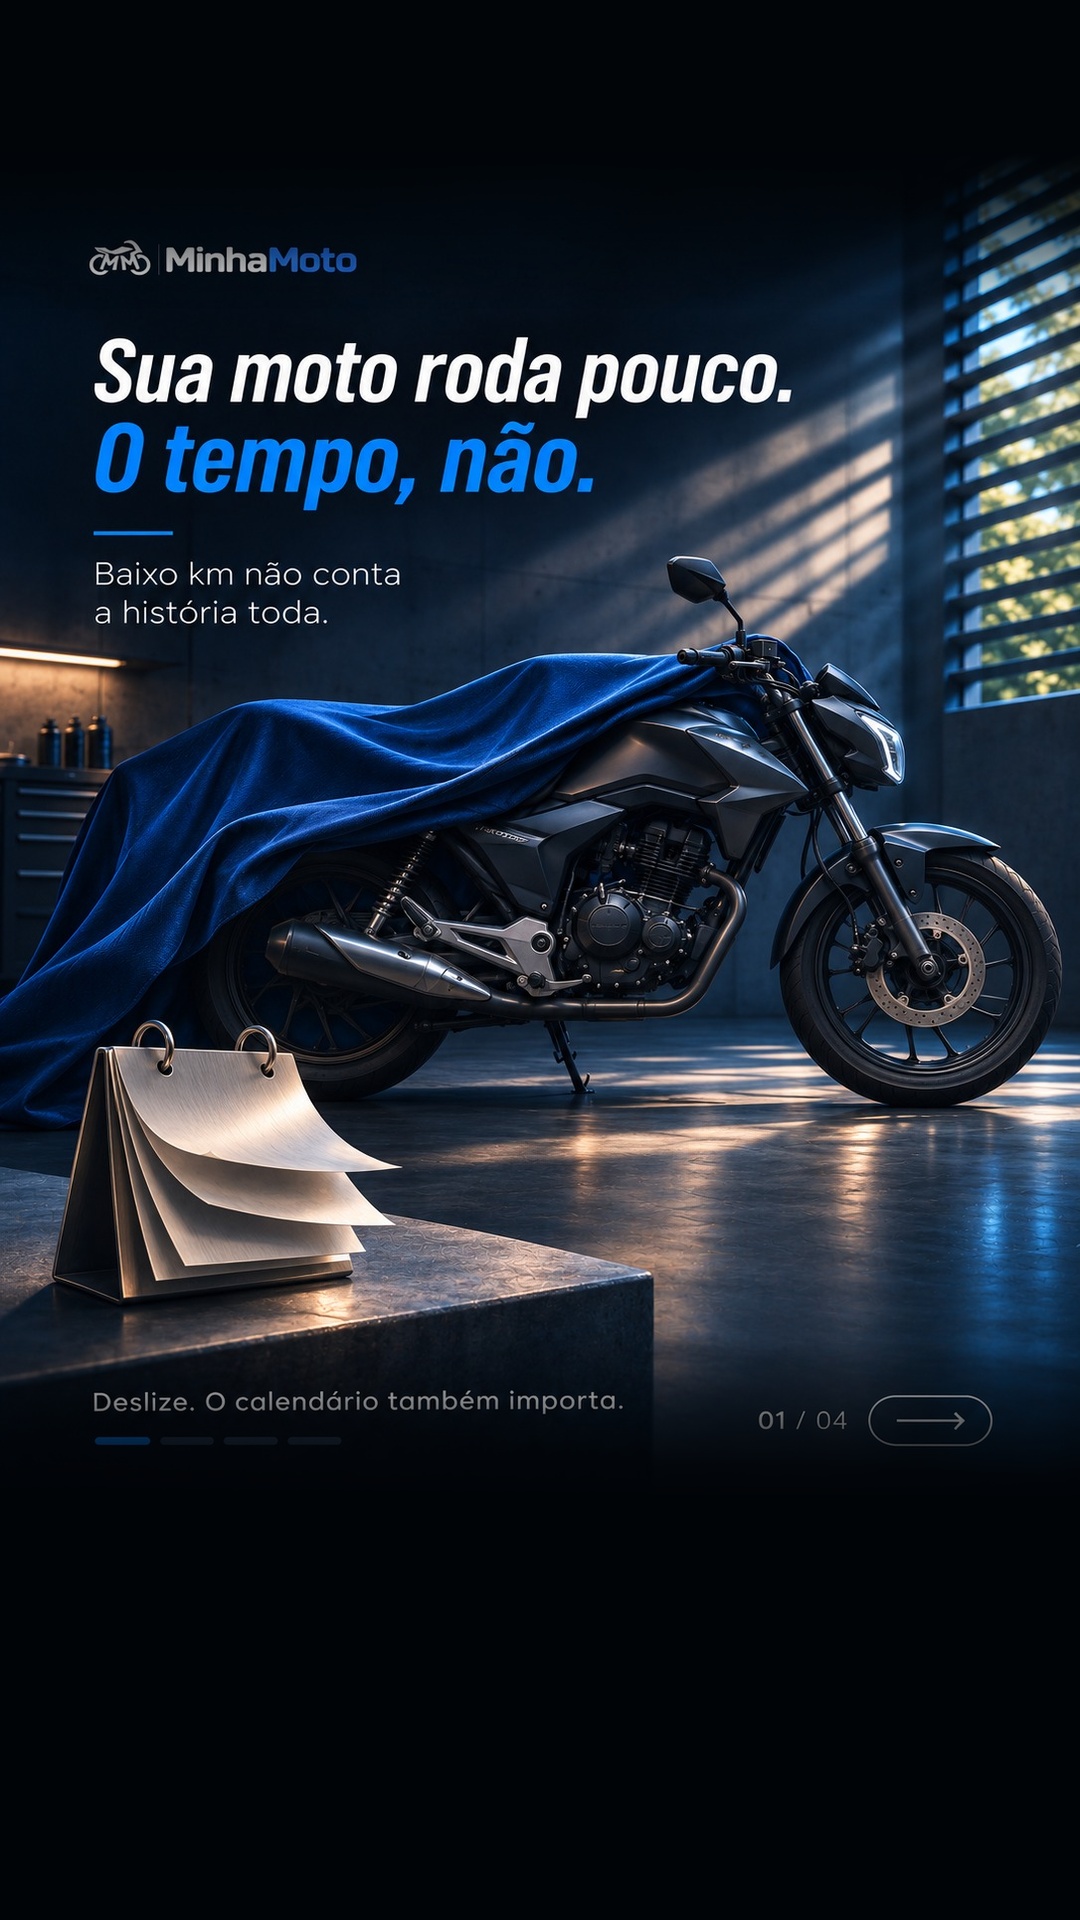 MinhaMoto
Sua moto roda pouco.
O tempo, não.
Baixo km não conta
a história toda.
Deslize. O calendário também importa.
01 / 04